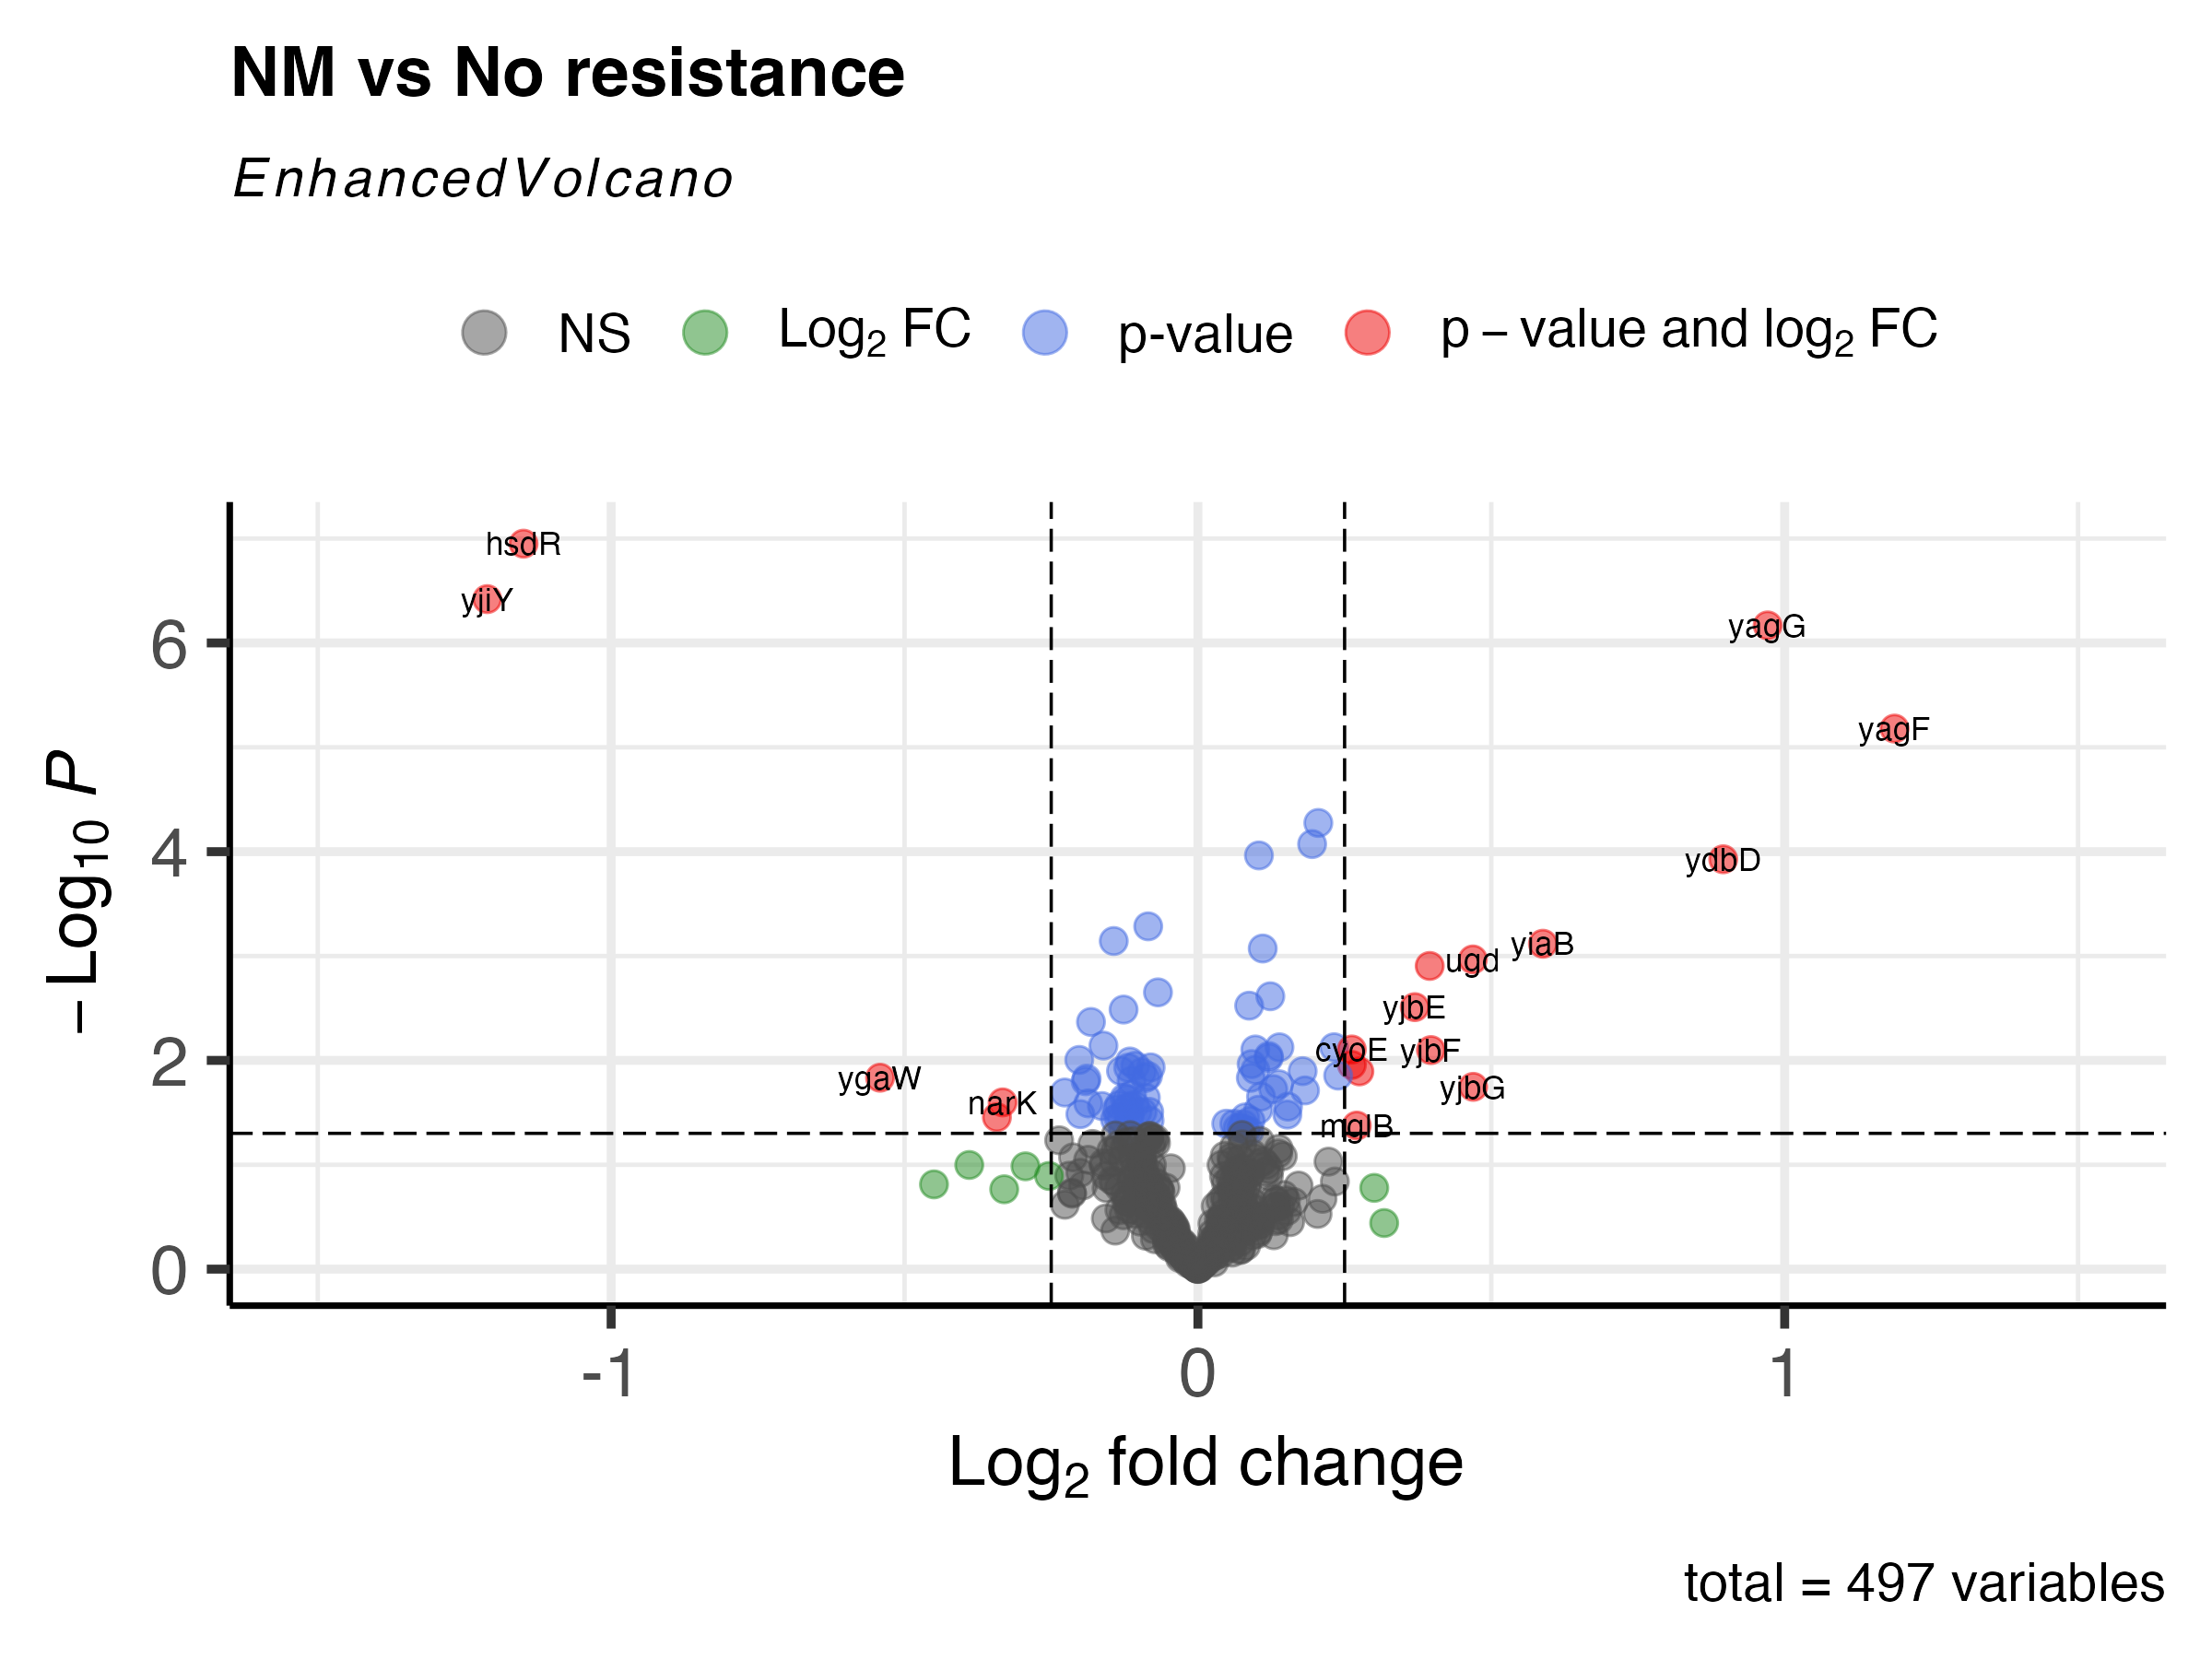 NM vs No resistance
EnhancedVolcano
NS Log₂ FC p-value p – value and log₂ FC
hsdR
yjiY
yagG
yagF
ydbD
yiaB
ugd
yjbE
cyoE
yjbF
ygaW
yjbG
narK
mglB
6
4
2
0
– Log₁₀ P
-1 0 1
Log₂ fold change
total = 497 variables